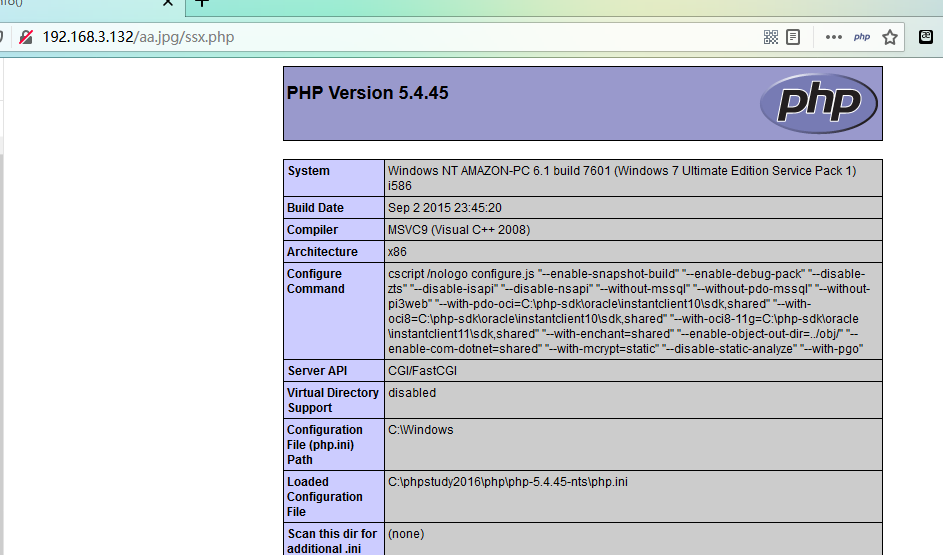 192.168.3.132/aa.jpg/ssx.php
php
PHP Version 5.4.45
php
System
Windows NT AMAZON-PC 6.1 build 7601 (Windows 7 Ultimate Edition Service Pack 1)
i586
Build Date
Sep 2 2015 23:45:20
Compiler
MSVC9 (Visual C++ 2008)
Architecture
x86
Configure
Command
cscript /nologo configure.js "--enable-snapshot-build" "--enable-debug-pack" "--disable-
zts" "--disable-isapi" "--disable-nsapi" "--without-mssql" "--without-pdo-mssql" "--without-
pi3web" "--with-pdo-oci=C:\php-sdk\oracle\instantclient10\sdk,shared" "--with-
oci8=C:\php-sdk\oracle\instantclient10\sdk,shared" "--with-oci8-11g=C:\php-sdk\oracle
\instantclient11\sdk,shared" "--with-enchant=shared" "--enable-object-out-dir=../obj/" "--
enable-com-dotnet=shared" "--with-mcrypt=static" "--disable-static-analyze" "--with-pgo"
Server API
CGI/FastCGI
Virtual Directory
Support
disabled
Configuration
File (php.ini)
Path
C:\Windows
Loaded
Configuration
File
C:\phpstudy2016\php\php-5.4.45-nts\php.ini
Scan this dir for
additional .ini
(none)